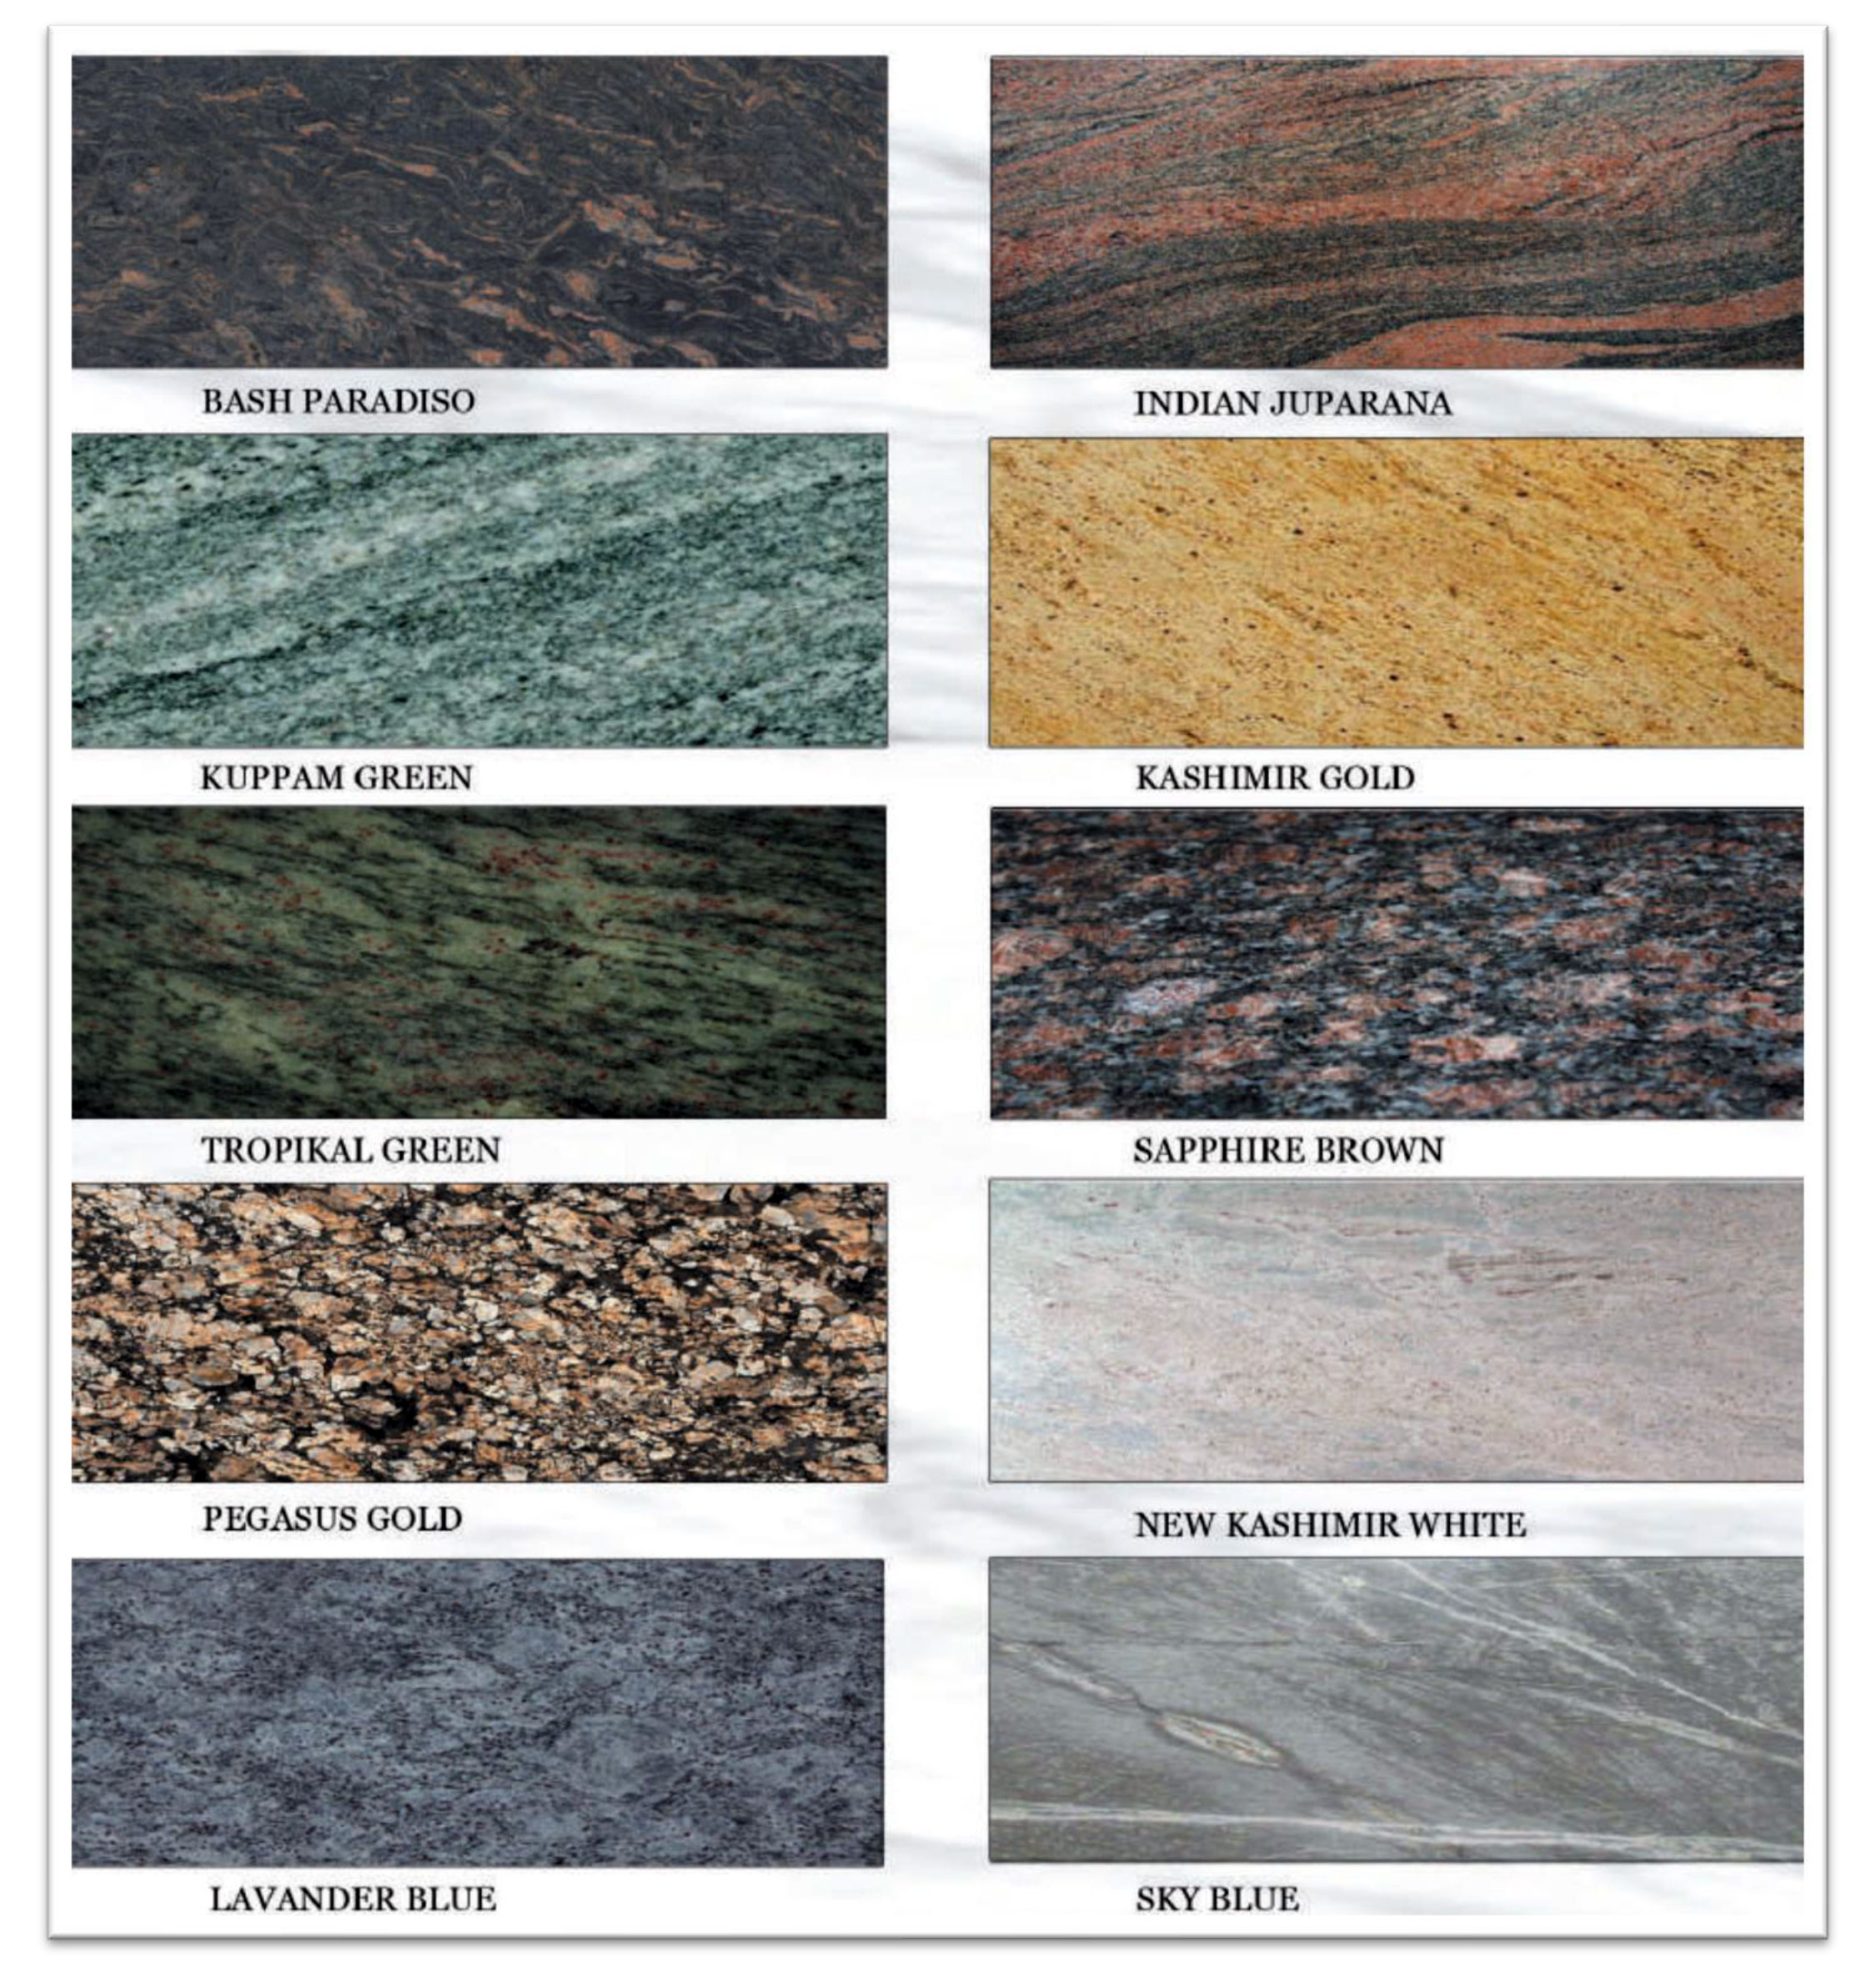 BASH PARADISO
INDIAN JUPARANA
KUPPAM GREEN
KASHIMIR GOLD
TROPIKAL GREEN
SAPPHIRE BROWN
PEGASUS GOLD
NEW KASHIMIR WHITE
LAVANDER BLUE
SKY BLUE